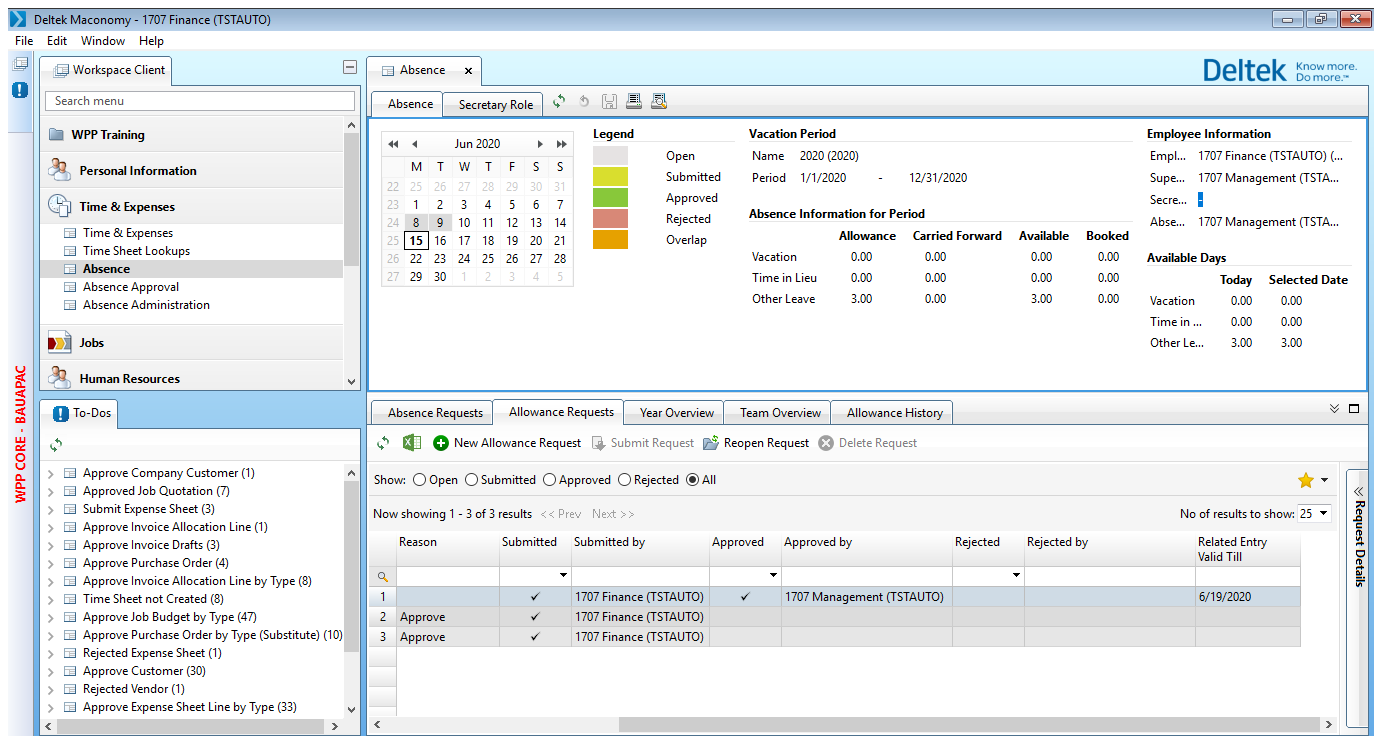 Deltek Maconomy - 1707 Finance (TSTAUTO)
File Edit Window Help
WPP CORE - BAUAPAC
Workspace Client
Search menu
WPP Training
Personal Information
Time & Expenses
Time & Expenses
Time Sheet Lookups
Absence
Absence Approval
Absence Administration
Jobs
Human Resources
To-Dos
Approve Company Customer (1)
Approved Job Quotation (7)
Submit Expense Sheet (3)
Approve Invoice Allocation Line (1)
Approve Invoice Drafts (3)
Approve Purchase Order (4)
Approve Invoice Allocation Line by Type (8)
Time Sheet not Created (8)
Approve Job Budget by Type (47)
Approve Purchase Order by Type (Substitute) (10)
Rejected Expense Sheet (1)
Approve Customer (30)
Rejected Vendor (1)
Approve Expense Sheet Line by Type (33)
Absence
Deltek Know more. Do more.™
Absence Secretary Role
Jun 2020
M T W T F S S
22 25 26 27 28 29 30 31
23 1 2 3 4 5 6 7
24 8 9 10 11 12 13 14
25 15 16 17 18 19 20 21
26 22 23 24 25 26 27 28
27 29 30 1 2 3 4 5
Legend
Open
Submitted
Approved
Rejected
Overlap
Vacation Period
Name 2020 (2020)
Period 1/1/2020 - 12/31/2020
Absence Information for Period
Allowance Carried Forward Available Booked
Vacation 0.00 0.00 0.00 0.00
Time in Lieu 0.00 0.00 0.00 0.00
Other Leave 3.00 0.00 3.00 0.00
Employee Information
Empl... 1707 Finance (TSTAUTO) (...
Supe... 1707 Management (TSTA...
Secre... -
Abse... 1707 Management (TSTA...
Available Days
Today Selected Date
Vacation 0.00 0.00
Time in ... 0.00 0.00
Other Le... 3.00 3.00
Absence Requests Allowance Requests Year Overview Team Overview Allowance History
New Allowance Request Submit Request Reopen Request Delete Request
Show: Open Submitted Approved Rejected All
Now showing 1 - 3 of 3 results << Prev Next >> No of results to show: 25
Reason Submitted Submitted by Approved Approved by Rejected Rejected by Related Entry
Valid Till
1 ✓ 1707 Finance (TSTAUTO) ✓ 1707 Management (TSTAUTO) 6/19/2020
2 Approve ✓ 1707 Finance (TSTAUTO)
3 Approve ✓ 1707 Finance (TSTAUTO)
Request Details